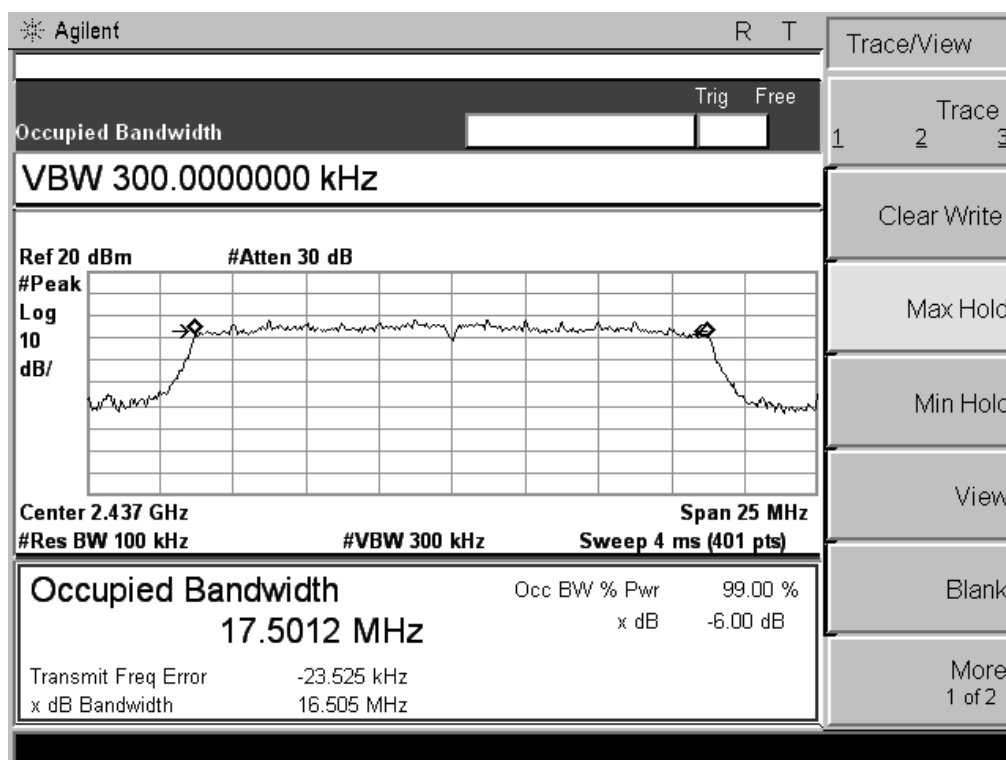 Agilent R T
Trig Free
Occupied Bandwidth
VBW 300.0000000 kHz
Ref 20 dBm #Atten 30 dB
#Peak
Log
10
dB/
Center 2.437 GHz Span 25 MHz
#Res BW 100 kHz #VBW 300 kHz Sweep 4 ms (401 pts)
Occupied Bandwidth
17.5012 MHz
Occ BW % Pwr 99.00 %
x dB -6.00 dB
Transmit Freq Error -23.525 kHz
x dB Bandwidth 16.505 MHz
Trace/View
Trace
1 2 3
Clear Write
Max Hold
Min Hold
View
Blank
More
1 of 2